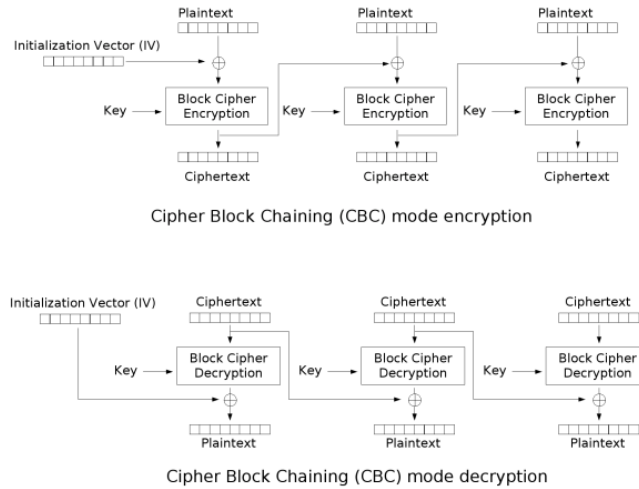 Plaintext Plaintext Plaintext
Initialization Vector (IV)
Key Block Cipher Encryption Key Block Cipher Encryption Key Block Cipher Encryption
Ciphertext Ciphertext Ciphertext
Cipher Block Chaining (CBC) mode encryption
Initialization Vector (IV) Ciphertext Ciphertext Ciphertext
Key Block Cipher Decryption Key Block Cipher Decryption Key Block Cipher Decryption
Plaintext Plaintext Plaintext
Cipher Block Chaining (CBC) mode decryption